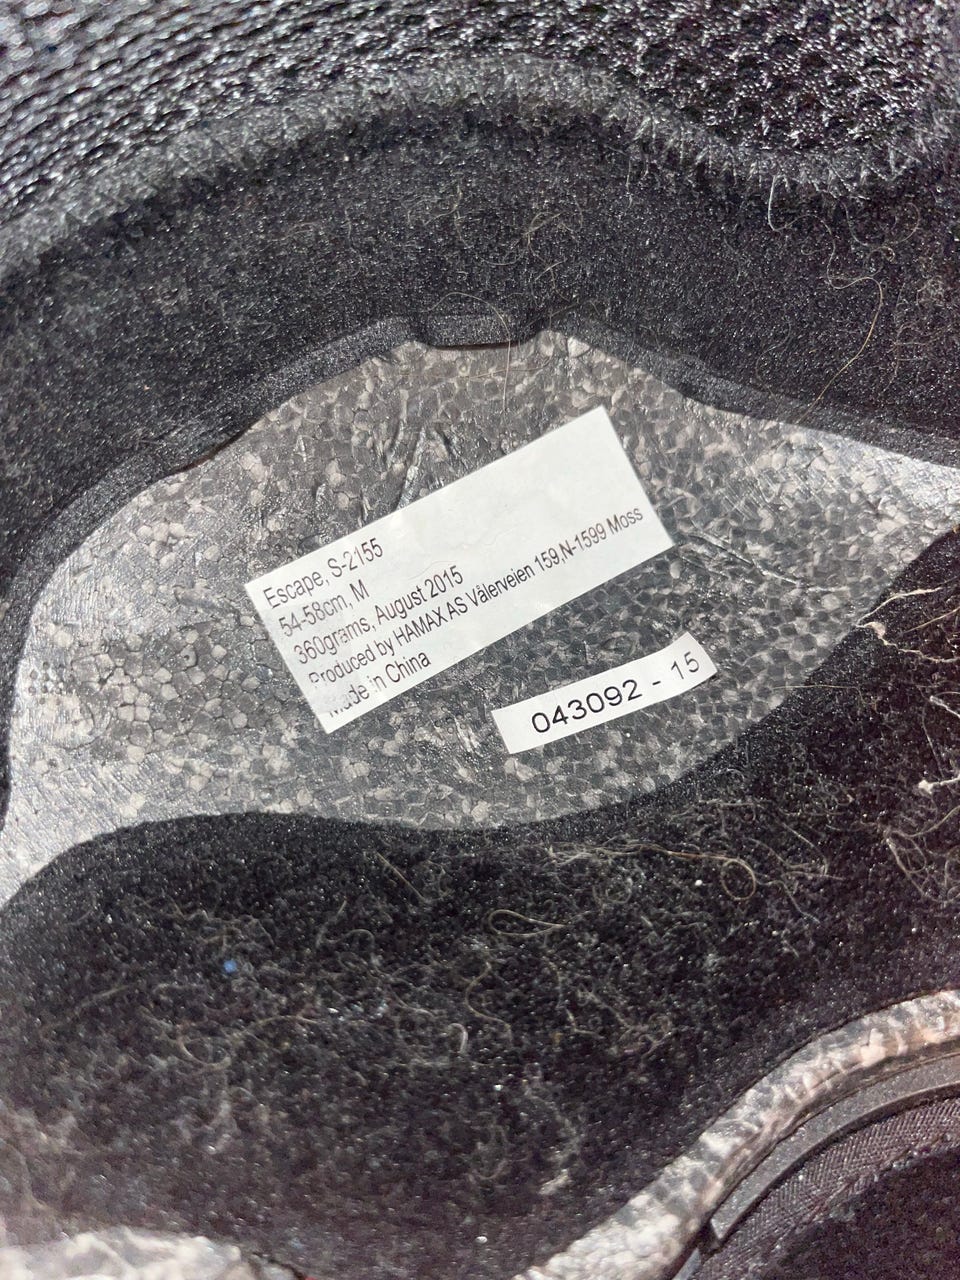 Escape, S-2155
54-58cm, M
360grams, August 2015
Produced by HAMAX AS Vålerveien 159,N-1599 Moss
Made in China
043092 - 15